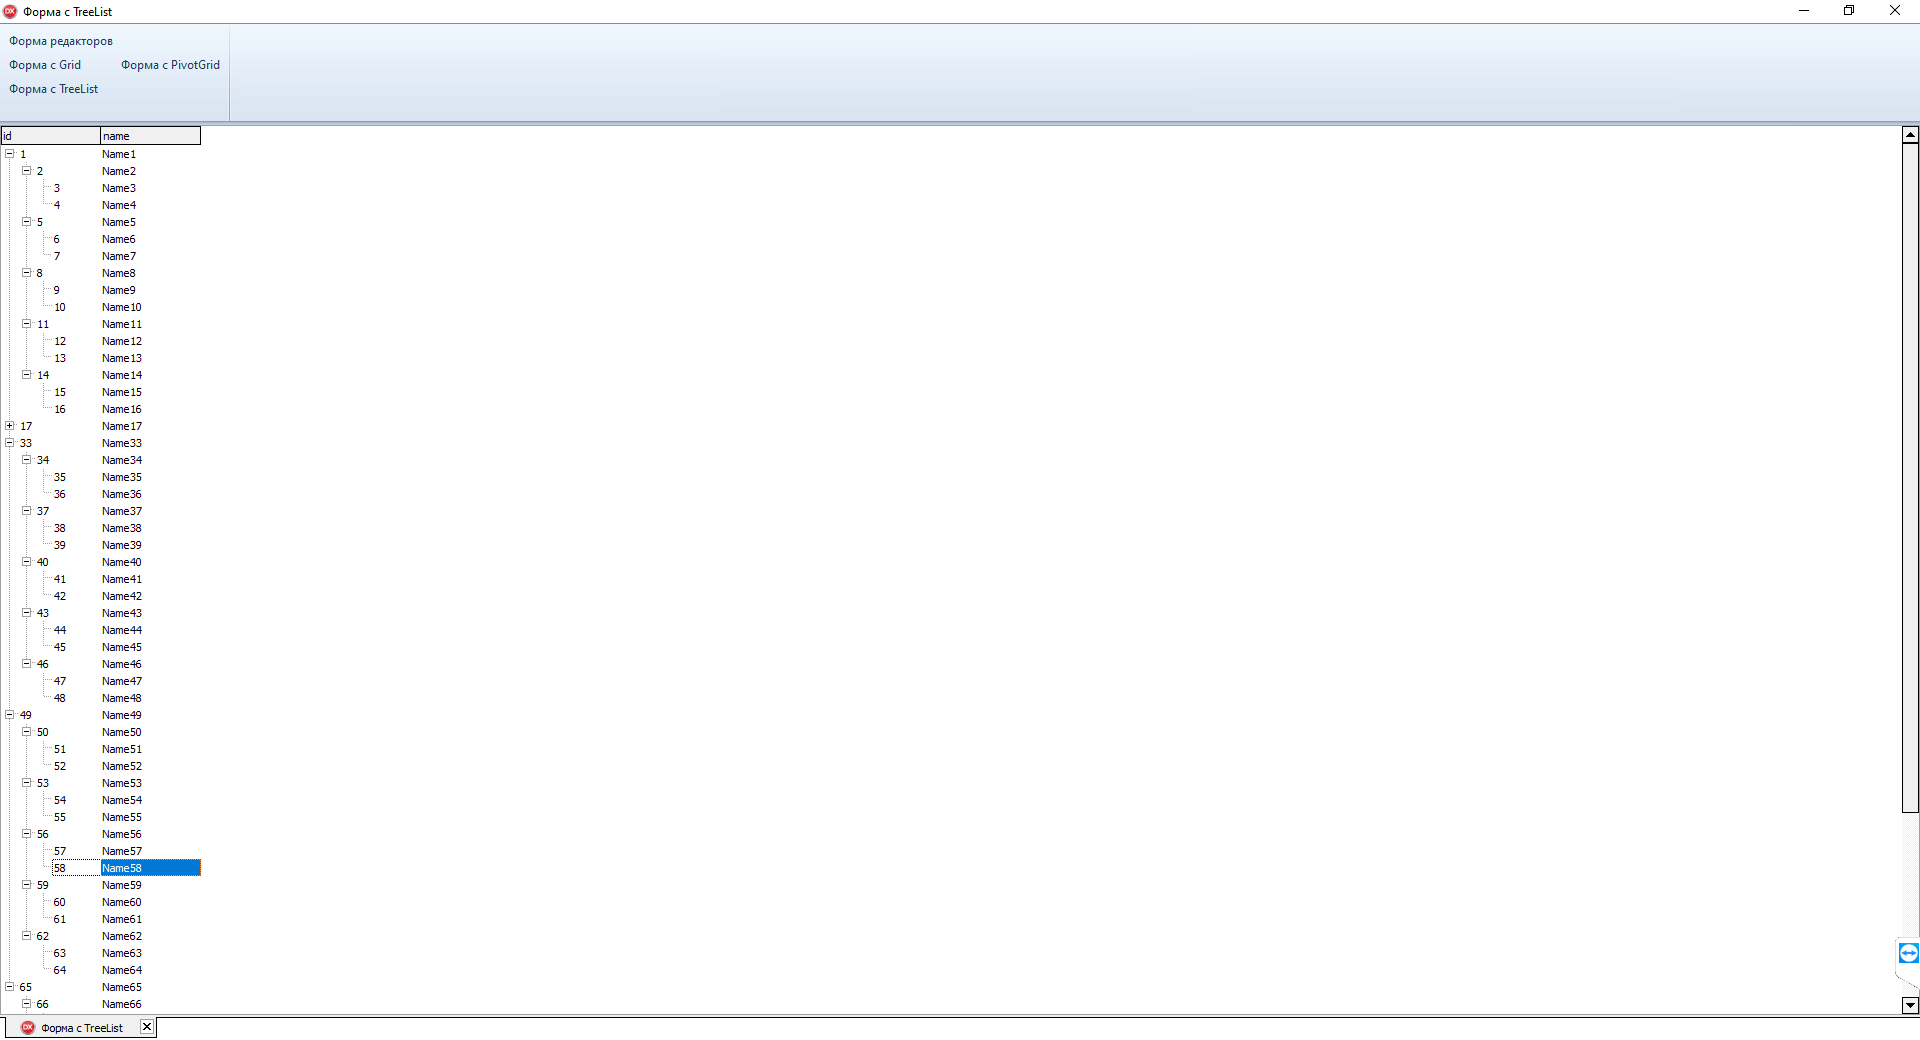 DX Форма с TreeList
Форма редакторов
Форма с Grid Форма с PivotGrid
Форма с TreeList
id name
1 Name1
2 Name2
3 Name3
4 Name4
5 Name5
6 Name6
7 Name7
8 Name8
9 Name9
10 Name10
11 Name11
12 Name12
13 Name13
14 Name14
15 Name15
16 Name16
17 Name17
33 Name33
34 Name34
35 Name35
36 Name36
37 Name37
38 Name38
39 Name39
40 Name40
41 Name41
42 Name42
43 Name43
44 Name44
45 Name45
46 Name46
47 Name47
48 Name48
49 Name49
50 Name50
51 Name51
52 Name52
53 Name53
54 Name54
55 Name55
56 Name56
57 Name57
58 Name58
59 Name59
60 Name60
61 Name61
62 Name62
63 Name63
64 Name64
65 Name65
66 Name66
DX Форма с TreeList